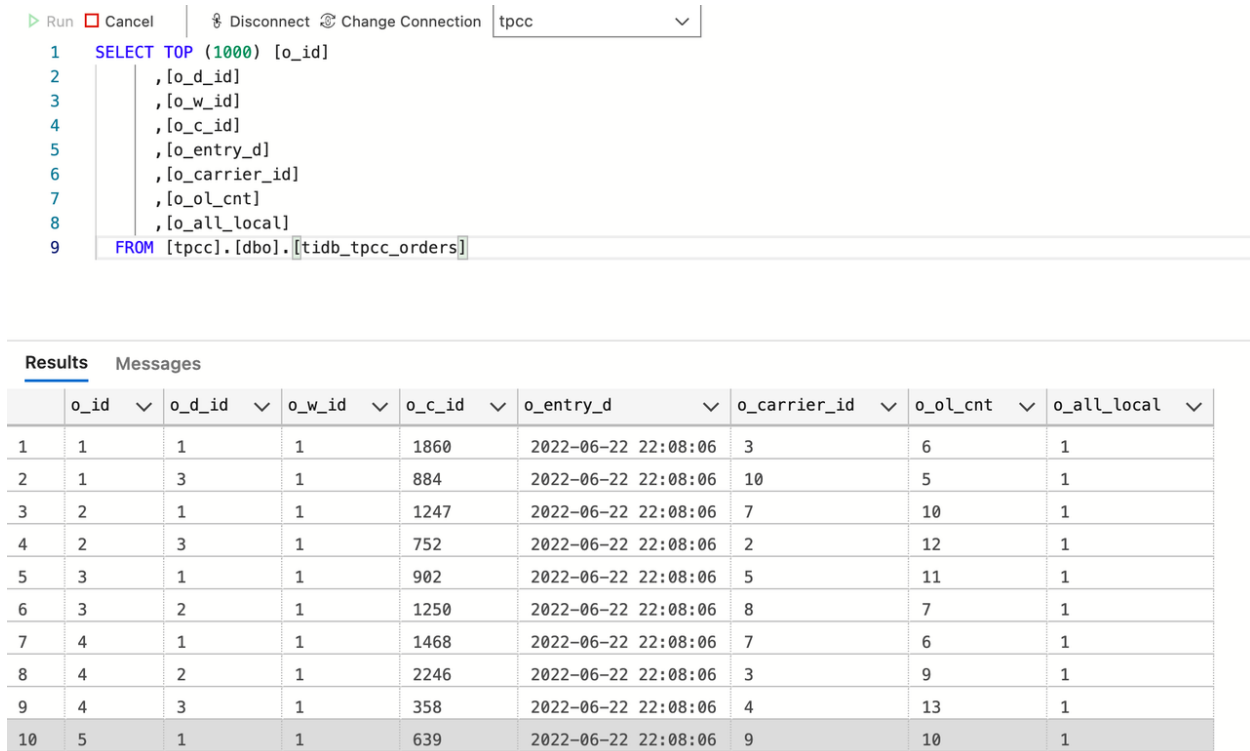 Run Cancel Disconnect Change Connection tpcc
1 SELECT TOP (1000) [o_id]
2 ,[o_d_id]
3 ,[o_w_id]
4 ,[o_c_id]
5 ,[o_entry_d]
6 ,[o_carrier_id]
7 ,[o_ol_cnt]
8 ,[o_all_local]
9 FROM [tpcc].[dbo].[tidb_tpcc_orders]
Results Messages
o_id o_d_id o_w_id o_c_id o_entry_d o_carrier_id o_ol_cnt o_all_local
1 1 1 1 1860 2022-06-22 22:08:06 3 6 1
2 1 3 1 884 2022-06-22 22:08:06 10 5 1
3 2 1 1 1247 2022-06-22 22:08:06 7 10 1
4 2 3 1 752 2022-06-22 22:08:06 2 12 1
5 3 1 1 902 2022-06-22 22:08:06 5 11 1
6 3 2 1 1250 2022-06-22 22:08:06 8 7 1
7 4 1 1 1468 2022-06-22 22:08:06 7 6 1
8 4 2 1 2246 2022-06-22 22:08:06 3 9 1
9 4 3 1 358 2022-06-22 22:08:06 4 13 1
10 5 1 1 639 2022-06-22 22:08:06 9 10 1